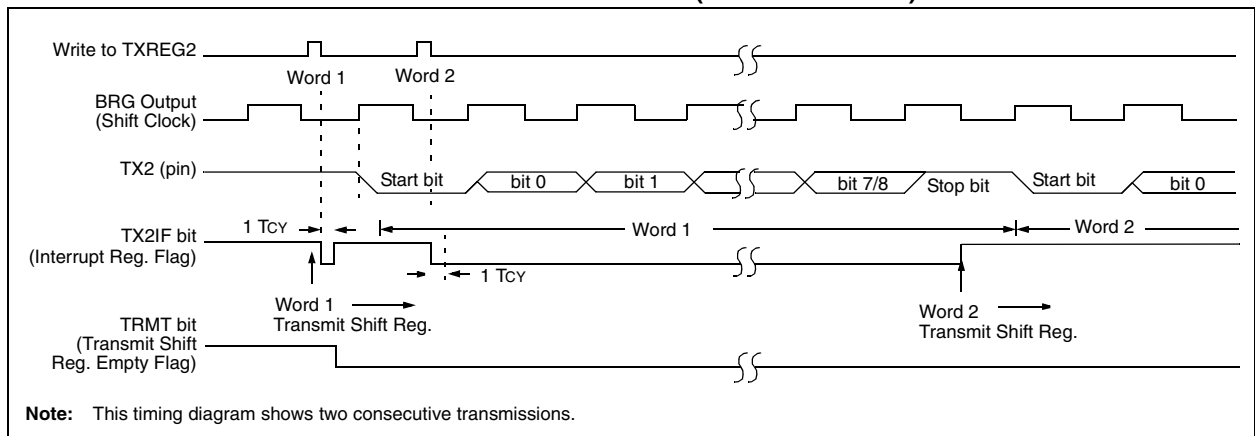 Write to TXREG2
Word 1
Word 2
BRG Output
(Shift Clock)
TX2 (pin)
Start bit
bit 0
bit 1
bit 7/8
Stop bit
Start bit
bit 0
1 TCY
Word 1
Word 2
TX2IF bit
(Interrupt Reg. Flag)
1 TCY
Word 1
Transmit Shift Reg.
Word 2
Transmit Shift Reg.
TRMT bit
(Transmit Shift
Reg. Empty Flag)
Note: This timing diagram shows two consecutive transmissions.